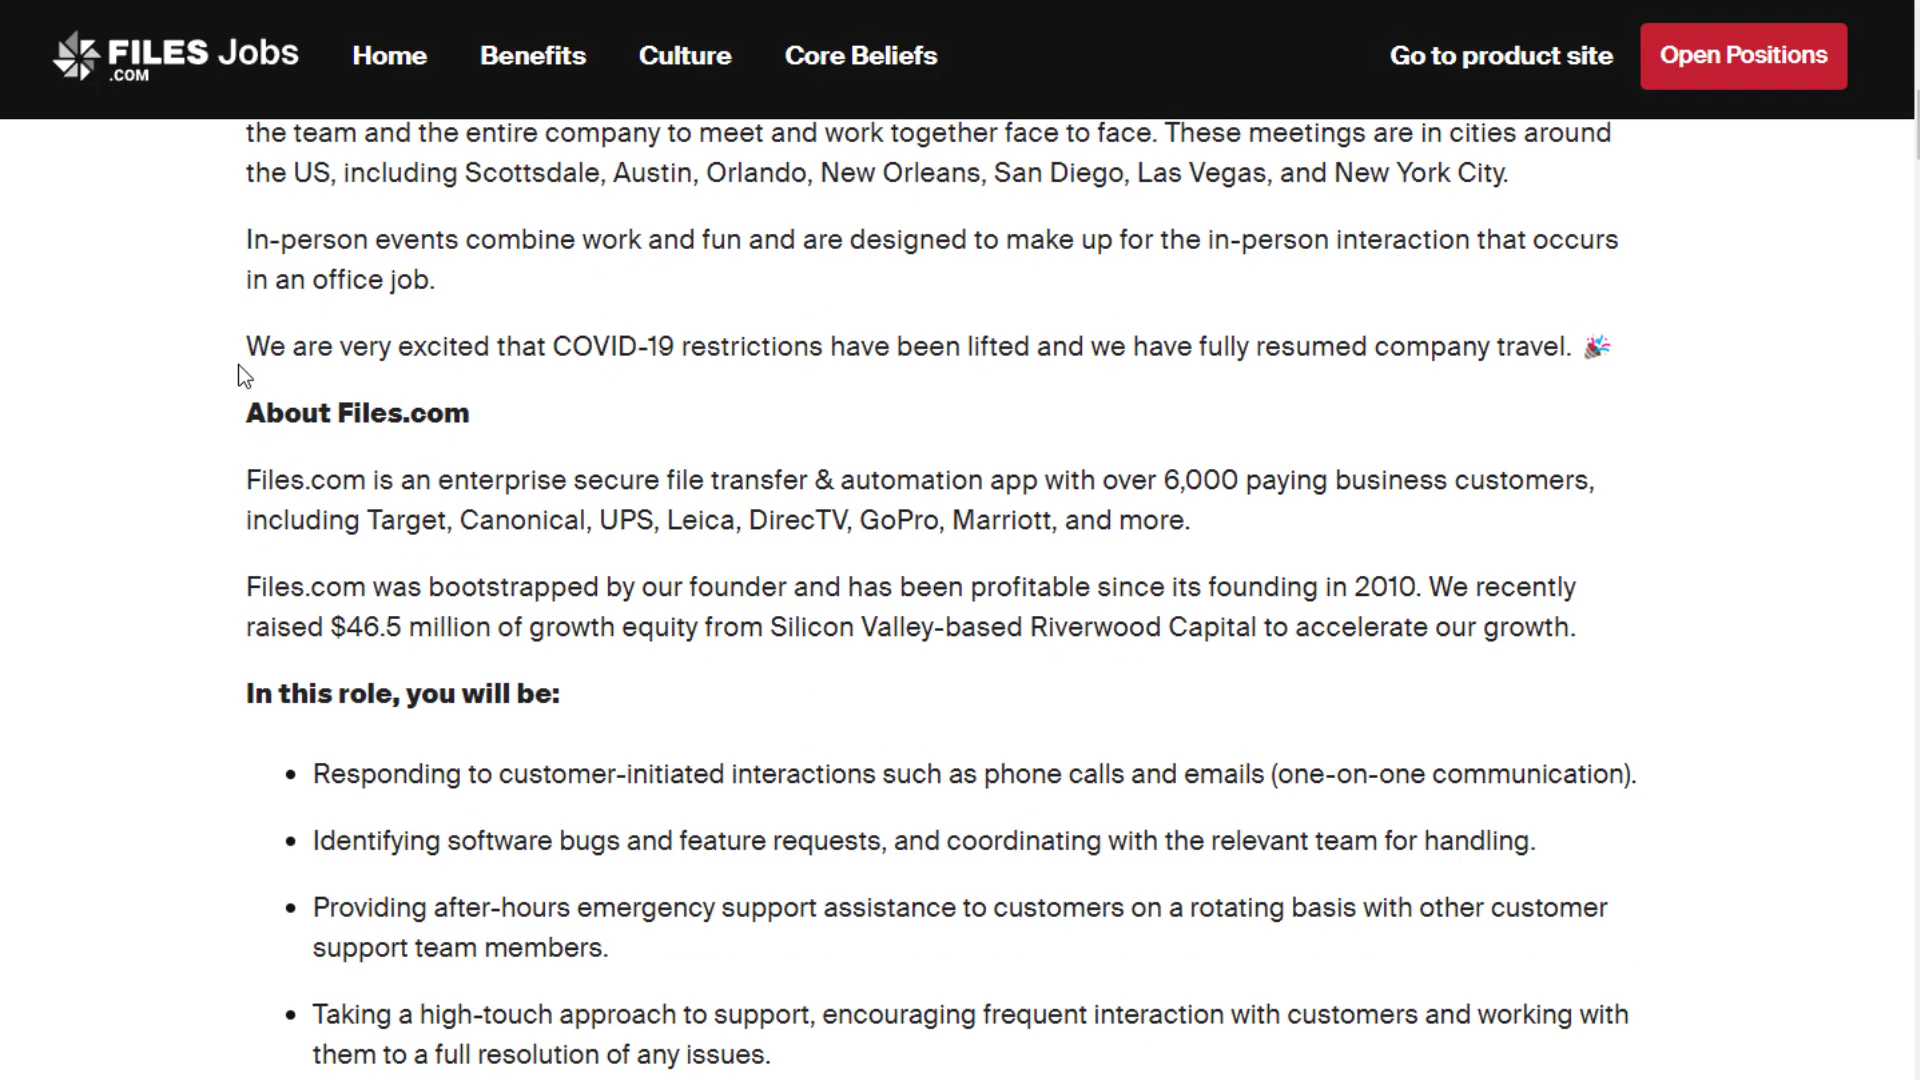 FILES Jobs
.COM
Home
Benefits
Culture
Core Beliefs
Go to product site
Open Positions
the team and the entire company to meet and work together face to face. These meetings are in cities around
the US, including Scottsdale, Austin, Orlando, New Orleans, San Diego, Las Vegas, and New York City.
In-person events combine work and fun and are designed to make up for the in-person interaction that occurs
in an office job.
We are very excited that COVID-19 restrictions have been lifted and we have fully resumed company travel. 🎉
About Files.com
Files.com is an enterprise secure file transfer & automation app with over 6,000 paying business customers,
including Target, Canonical, UPS, Leica, DirecTV, GoPro, Marriott, and more.
Files.com was bootstrapped by our founder and has been profitable since its founding in 2010. We recently
raised $46.5 million of growth equity from Silicon Valley-based Riverwood Capital to accelerate our growth.
In this role, you will be:
• Responding to customer-initiated interactions such as phone calls and emails (one-on-one communication).
• Identifying software bugs and feature requests, and coordinating with the relevant team for handling.
• Providing after-hours emergency support assistance to customers on a rotating basis with other customer
support team members.
• Taking a high-touch approach to support, encouraging frequent interaction with customers and working with
them to a full resolution of any issues.